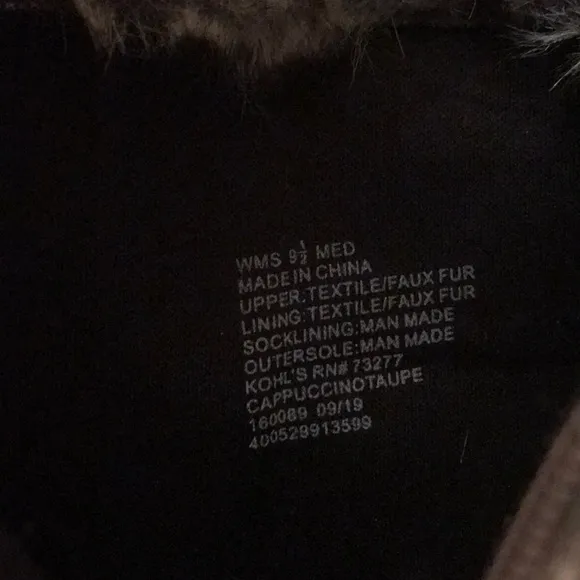 WMS 9½ MED
MADE IN CHINA
UPPER:TEXTILE/FAUX FUR
LINING:TEXTILE/FAUX FUR
SOCKLINING:MAN MADE
OUTERSOLE:MAN MADE
KOHL'S RN# 73277
CAPPUCCINOTAUPE
160089 09/19
400529913599